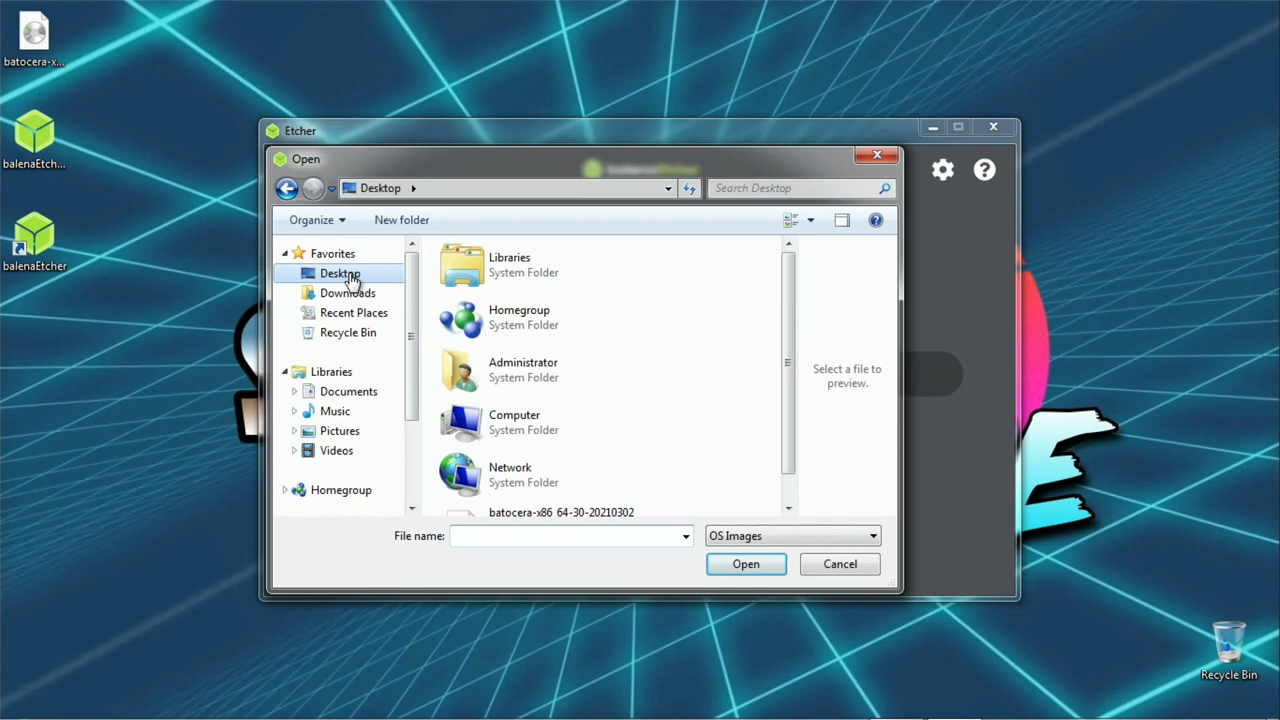 batocera-x...
balenaEtch...
balenaEtcher
Etcher
Open
Desktop
Search Desktop
Organize
New folder
Favorites
Desktop
Downloads
Recent Places
Recycle Bin
Libraries
Documents
Music
Pictures
Videos
Homegroup
Libraries
System Folder
Homegroup
System Folder
Administrator
System Folder
Computer
System Folder
Network
System Folder
batocera-x86_64-30-20210302
Select a file to
preview.
File name:
OS Images
Open
Cancel
E
Recycle Bin